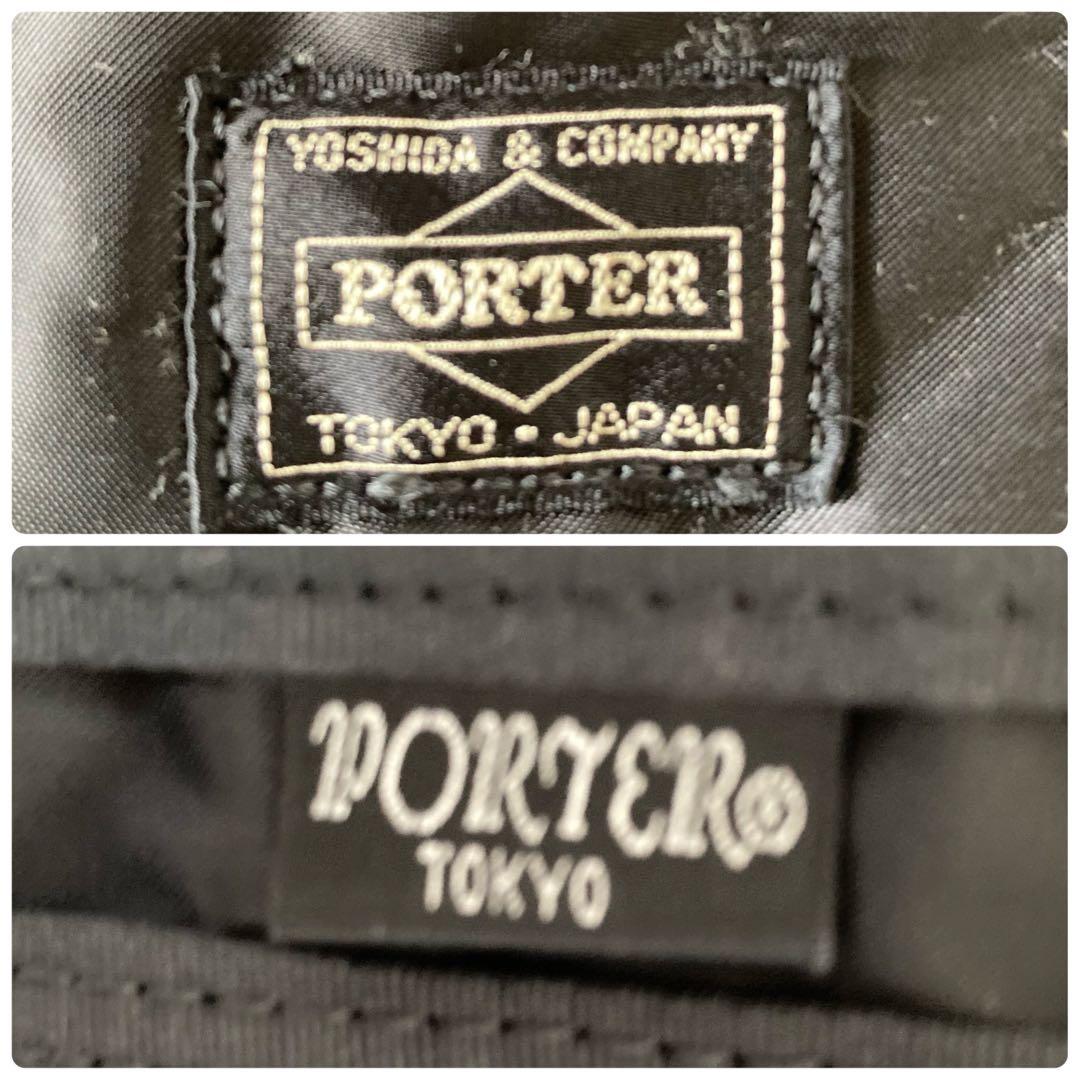 YOSHIDA & COMPANY
PORTER
TOKYO • JAPAN
PORTER
TOKYO